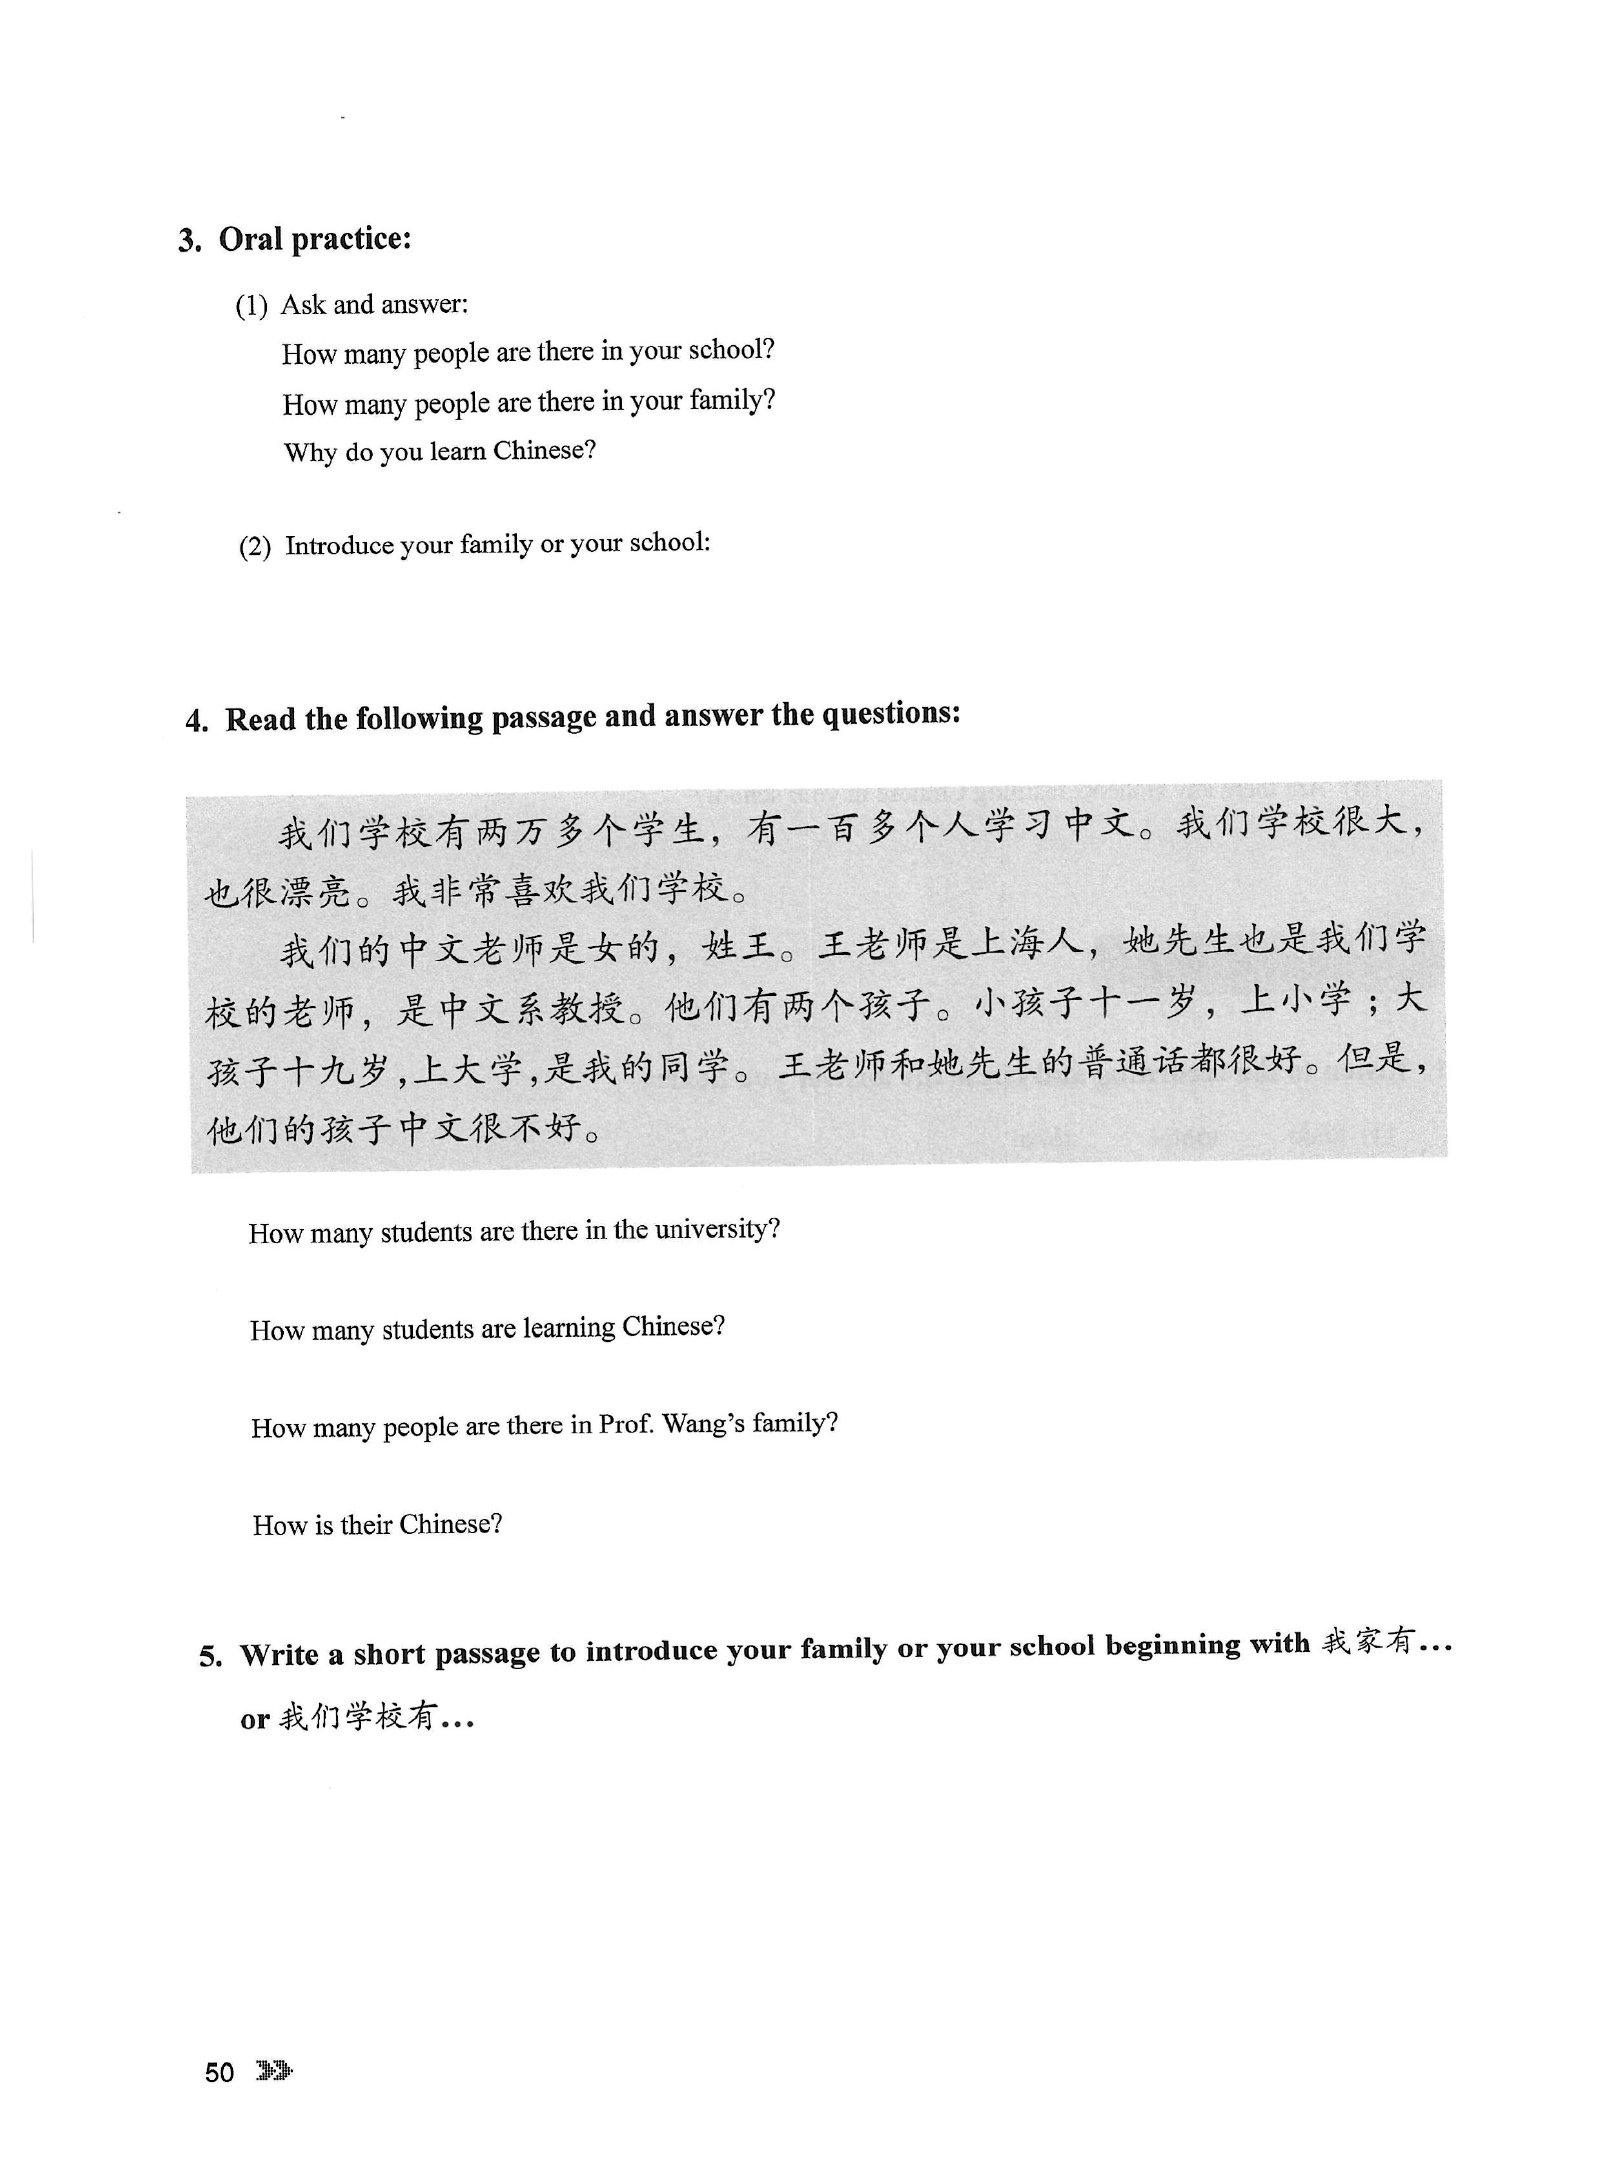 3. Oral practice:
(1) Ask and answer:
How many people are there in your school?
How many people are there in your family?
Why do you learn Chinese?
(2) Introduce your family or your school:
4. Read the following passage and answer the questions:
我们学校有两万多个学生，有一百多个人学习中文。我们学校很大，
也很漂亮。我非常喜欢我们学校。
我们的中文老师是女的，姓王。王老师是上海人，她先生也是我们学
校的老师，是中文系教授。他们有两个孩子。小孩子十一岁，上小学；大
孩子十九岁,上大学,是我的同学。王老师和她先生的普通话都很好。但是，
他们的孩子中文很不好。
How many students are there in the university?
How many students are learning Chinese?
How many people are there in Prof. Wang's family?
How is their Chinese?
5. Write a short passage to introduce your family or your school beginning with 我家有...
or 我们学校有...
50